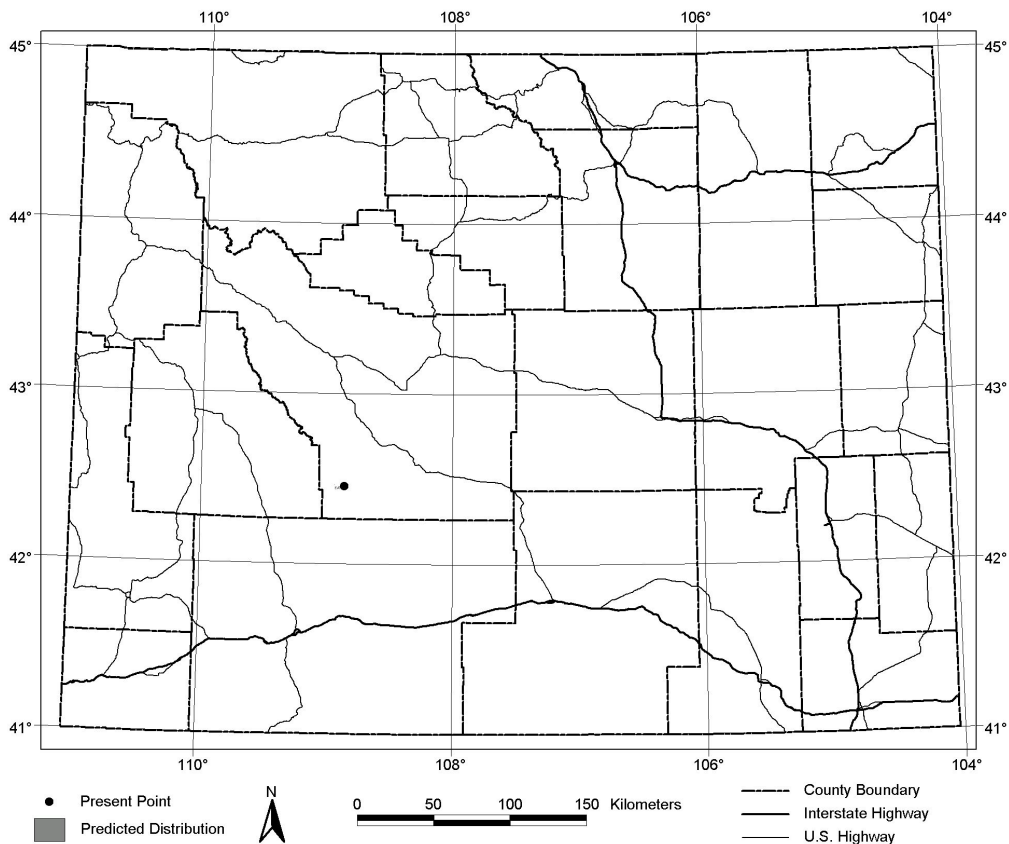 110° 108° 106° 104°
45° 45°
44° 44°
43° 43°
42° 42°
41° 41°
110° 108° 106° 104°
Present Point
Predicted Distribution
N
0 50 100 150 Kilometers
County Boundary
Interstate Highway
U.S. Highway